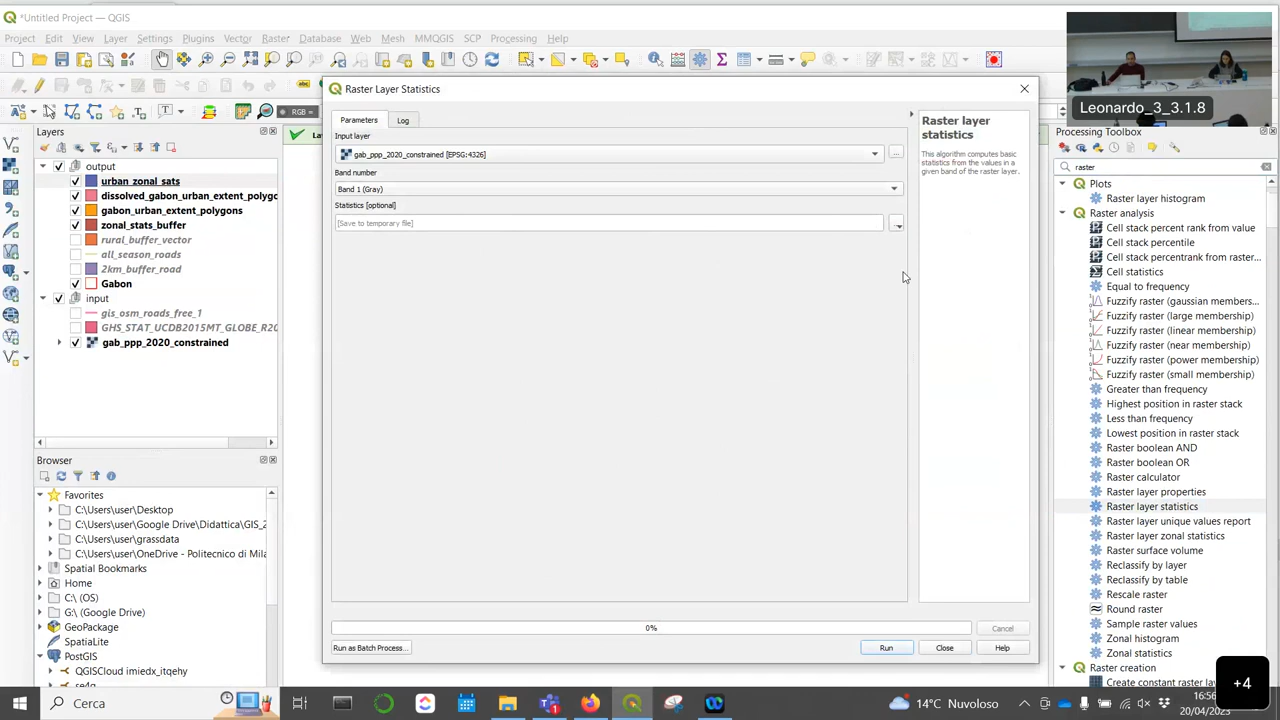 *Untitled Project — QGIS
Project Edit View Layer Settings Plugins Vector Raster Database Web Mesh MMQGIS SCP Processing Help
RGB =
Leonardo_3_3.1.8
Layers
output
urban_zonal_sats
dissolved_gabon_urban_extent_polygo
gabon_urban_extent_polygons
zonal_stats_buffer
rural_buffer_vector
all_season_roads
2km_buffer_road
Gabon
input
gis_osm_roads_free_1
GHS_STAT_UCDB2015MT_GLOBE_R20
gab_ppp_2020_constrained
Browser
Favorites
C:\Users\user\Desktop
C:\Users\user\Google Drive\Didattica\GIS_2
C:\Users\user\grassdata
C:\Users\user\OneDrive - Politecnico di Mila
Spatial Bookmarks
Home
C:\ (OS)
G:\ (Google Drive)
GeoPackage
SpatiaLite
PostGIS
QGISCloud imiedx_itqehy
se4g
Raster Layer Statistics
Parameters Log
Input layer
gab_ppp_2020_constrained [EPSG:4326]
...
Band number
Band 1 (Gray)
Statistics [optional]
[Save to temporary file]
...
Raster layer
statistics
This algorithm computes basic
statistics from the values in a
given band of the raster layer.
0%
Cancel
Run as Batch Process...
Run
Close
Help
Processing Toolbox
raster
Plots
Raster layer histogram
Raster analysis
Cell stack percent rank from value
Cell stack percentile
Cell stack percentrank from raster...
Cell statistics
Equal to frequency
Fuzzify raster (gaussian members...
Fuzzify raster (large membership)
Fuzzify raster (linear membership)
Fuzzify raster (near membership)
Fuzzify raster (power membership)
Fuzzify raster (small membership)
Greater than frequency
Highest position in raster stack
Less than frequency
Lowest position in raster stack
Raster boolean AND
Raster boolean OR
Raster calculator
Raster layer properties
Raster layer statistics
Raster layer unique values report
Raster layer zonal statistics
Raster surface volume
Reclassify by layer
Reclassify by table
Rescale raster
Round raster
Sample raster values
Zonal histogram
Zonal statistics
Raster creation
Create constant raster lay
+4
Cerca
14°C Nuvoloso
16:56
20/04/2023